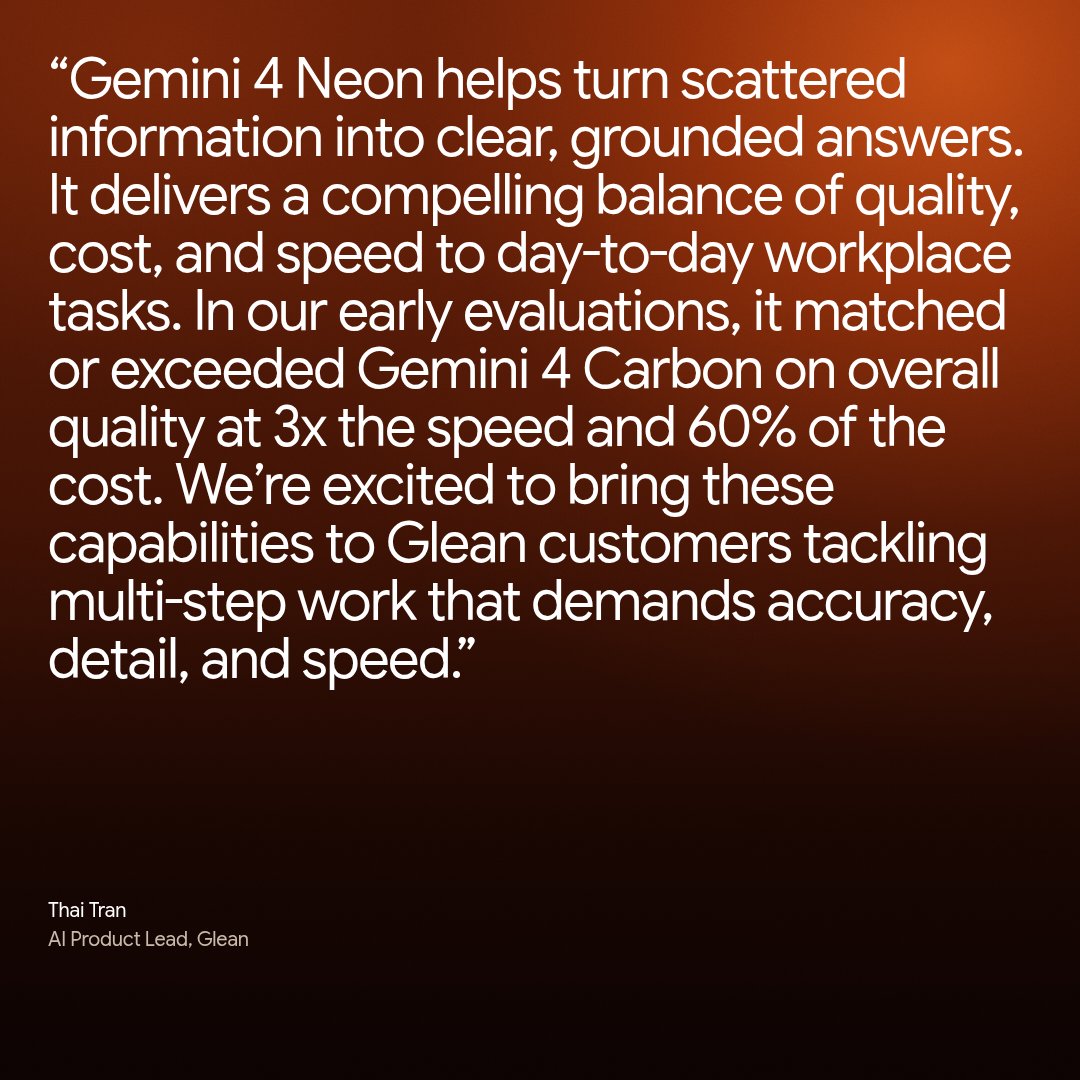 “Gemini 4 Neon helps turn scattered
information into clear, grounded answers.
It delivers a compelling balance of quality,
cost, and speed to day-to-day workplace
tasks. In our early evaluations, it matched
or exceeded Gemini 4 Carbon on overall
quality at 3x the speed and 60% of the
cost. We’re excited to bring these
capabilities to Glean customers tackling
multi-step work that demands accuracy,
detail, and speed.”
Thai Tran
AI Product Lead, Glean